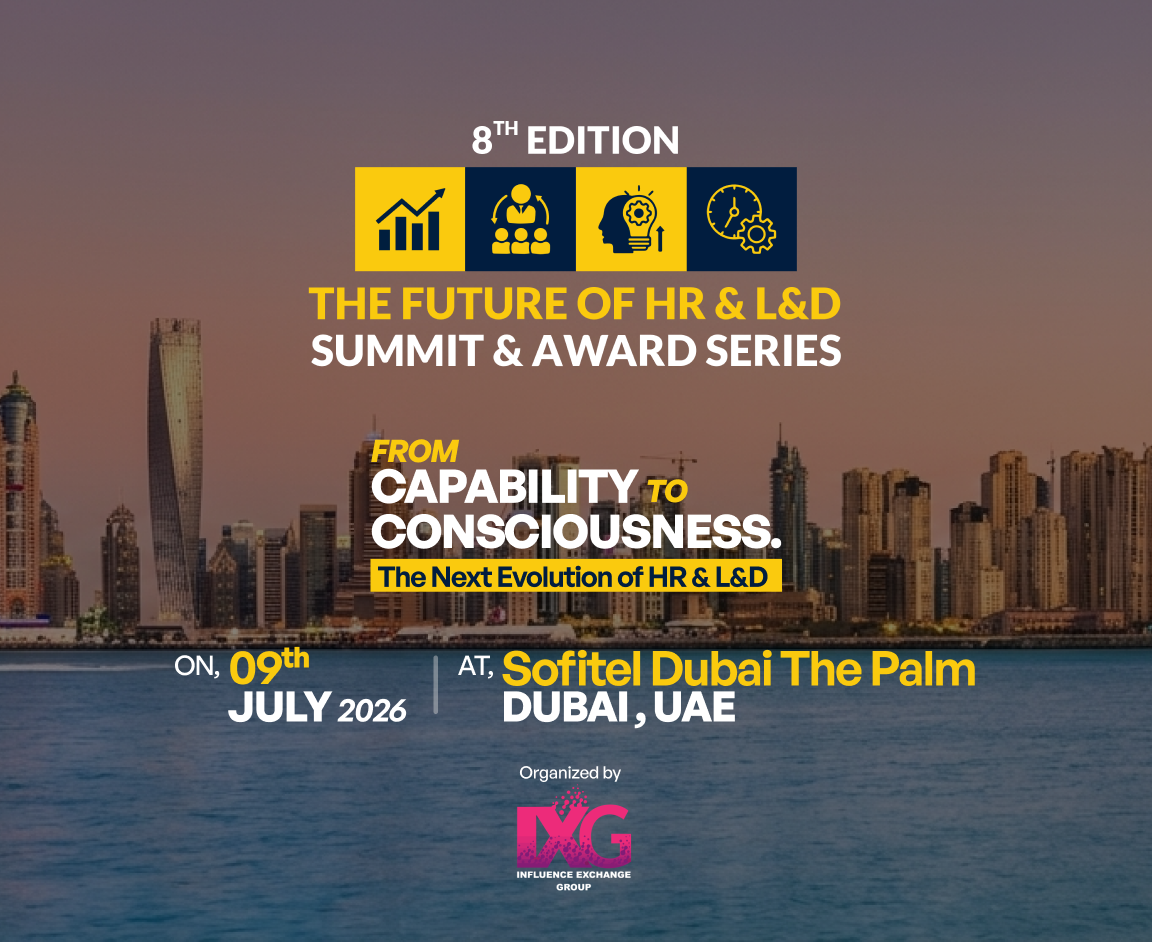 8TH EDITION
THE FUTURE OF HR & L&D
SUMMIT & AWARD SERIES
FROM
CAPABILITY TO
CONSCIOUSNESS.
The Next Evolution of HR & L&D
ON, 09th
JULY 2026
AT, Sofitel Dubai The Palm
DUBAI , UAE
Organized by
IXG
INFLUENCE EXCHANGE
GROUP